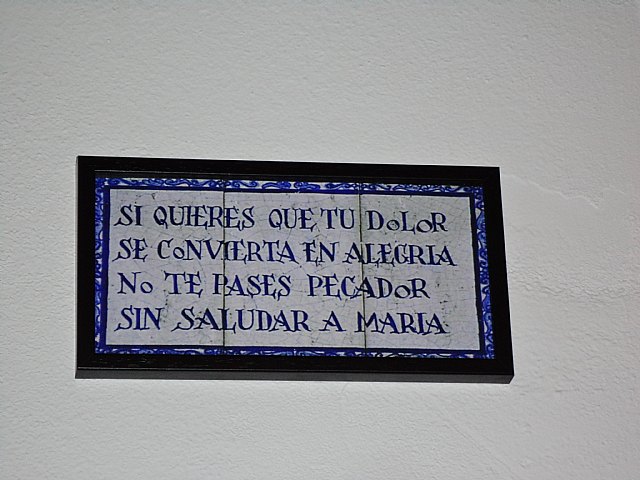 SI QUIERES QUE TU DoLoR
SE CoNVIERTA EN ALEGRIA
No TE PASES PECADoR
SIN SALUDAR A MARIA